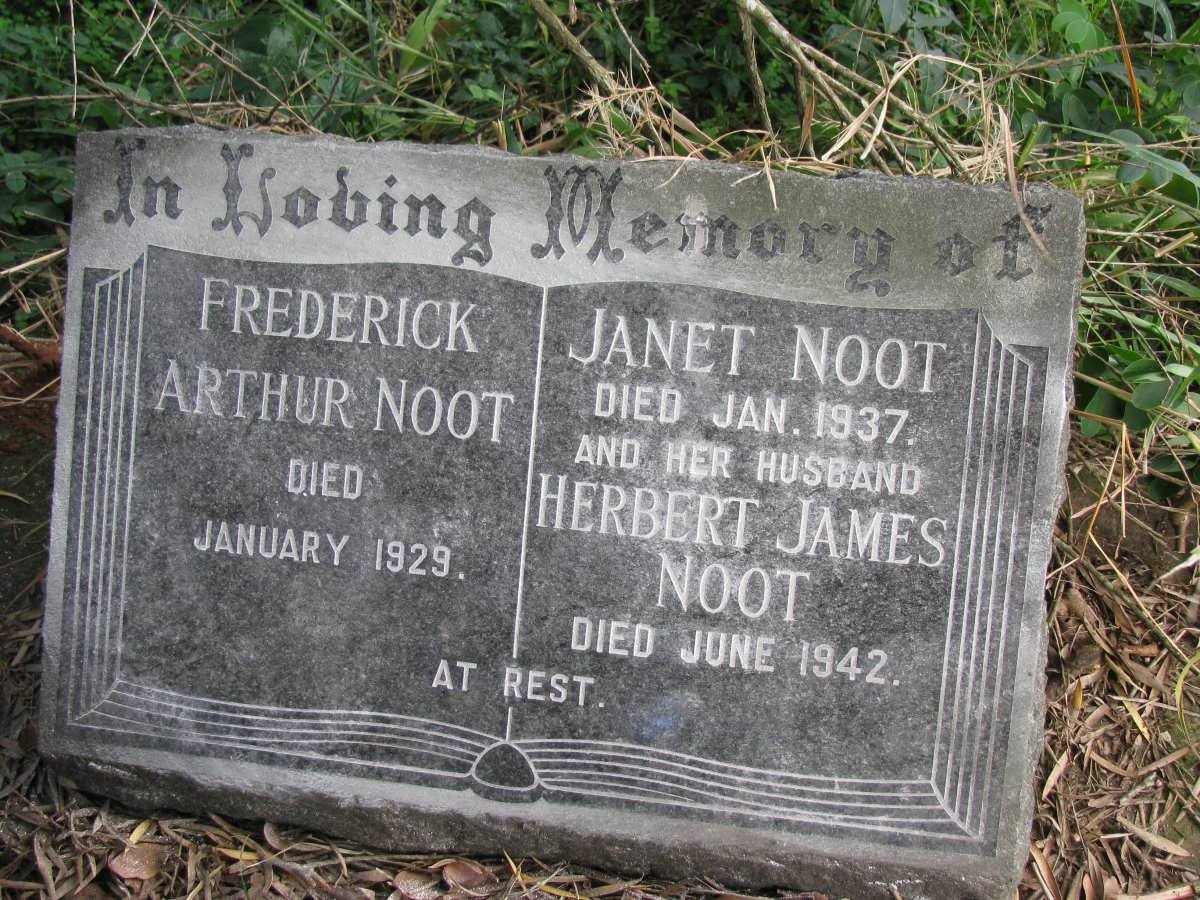 In Loving Memory of
FREDERICK
ARTHUR NOOT
DIED
JANUARY 1929.
JANET NOOT
DIED JAN. 1937.
AND HER HUSBAND
HERBERT JAMES
NOOT
DIED JUNE 1942.
AT REST.